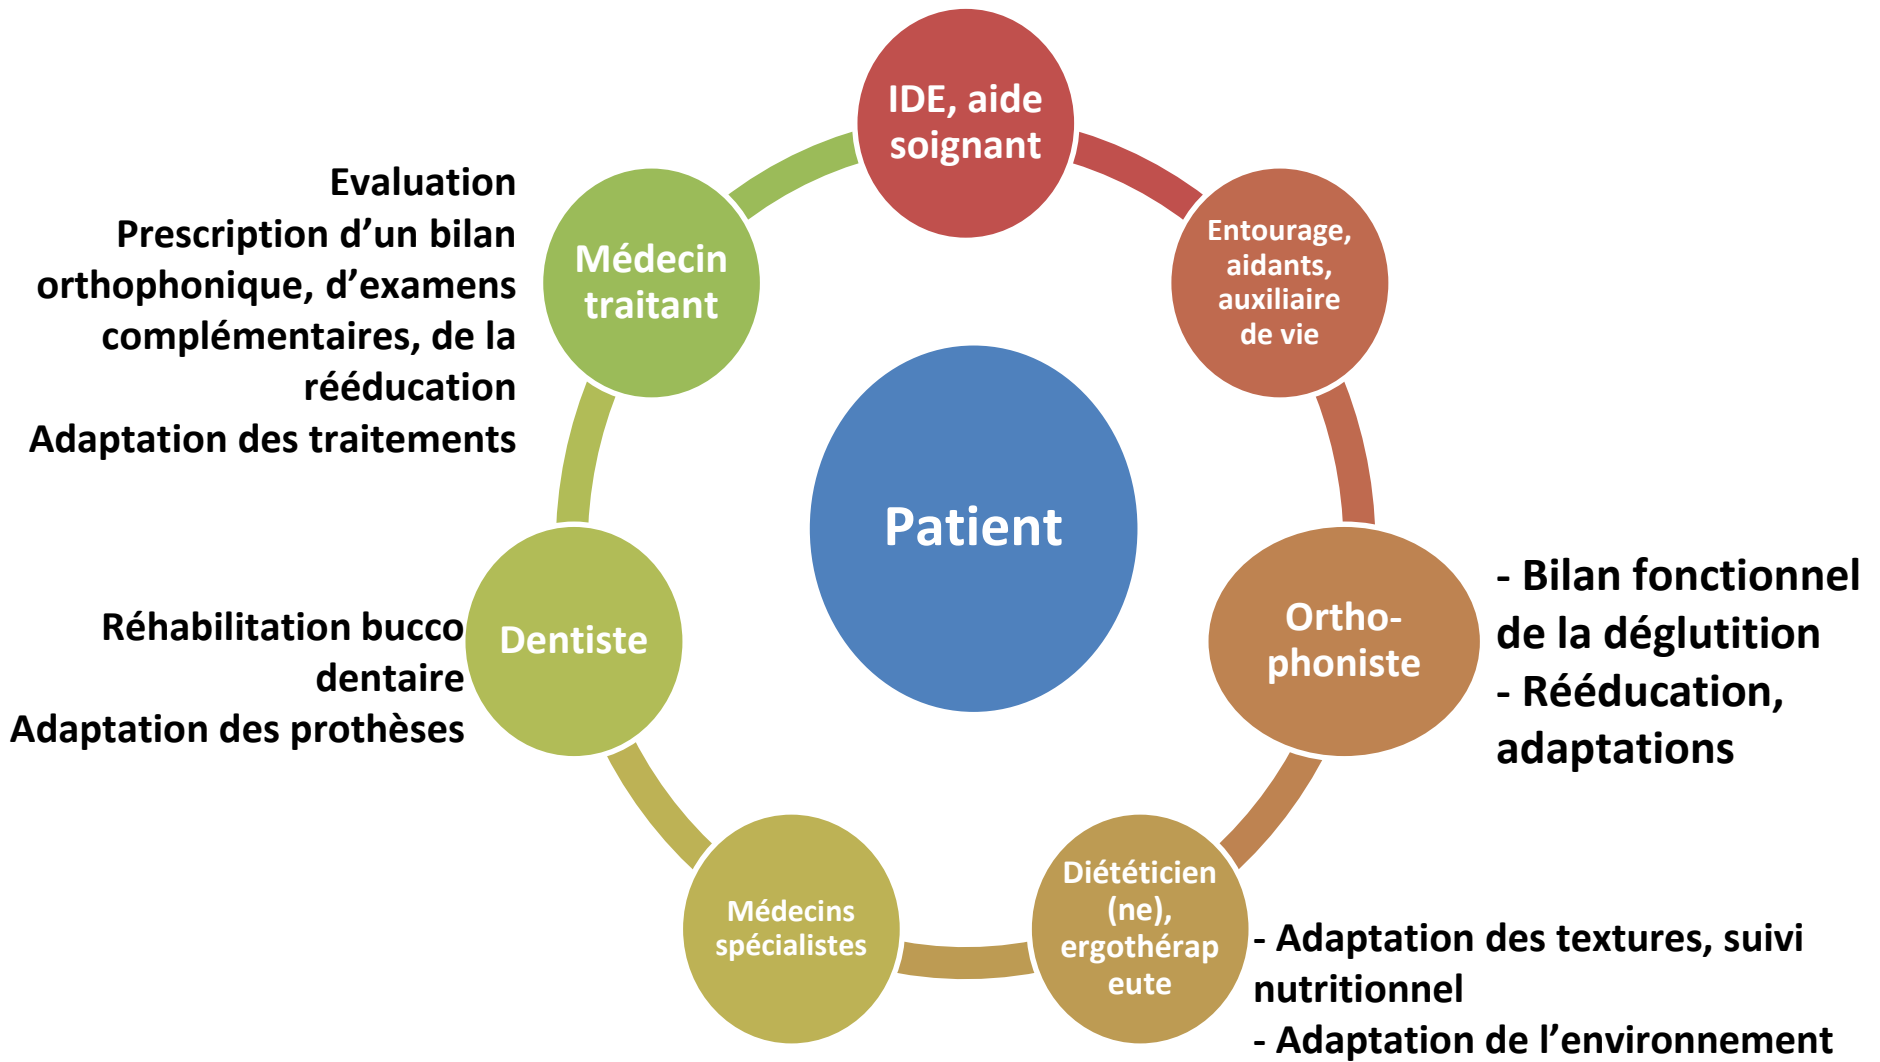 IDE, aide
soignant
Evaluation
Prescription d’un bilan
orthophonique, d’examens
complémentaires, de la
rééducation
Adaptation des traitements
Médecin
traitant
Entourage,
aidants,
auxiliaire
de vie
Patient
Réhabilitation bucco
dentaire
Adaptation des prothèses
Dentiste
Ortho-
phoniste
- Bilan fonctionnel
de la déglutition
- Rééducation,
adaptations
Médecins
spécialistes
Diététicien
(ne),
ergothérap
eute
- Adaptation des textures, suivi
nutritionnel
- Adaptation de l’environnement